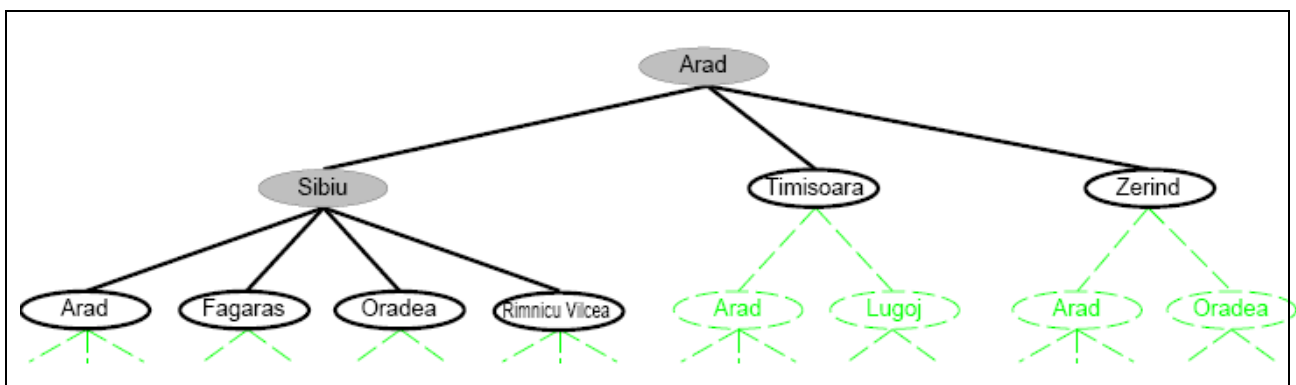 Arad
Sibiu
Timisoara
Zerind
Arad
Fagaras
Oradea
Rimnicu Vilcea
Arad
Lugoj
Arad
Oradea